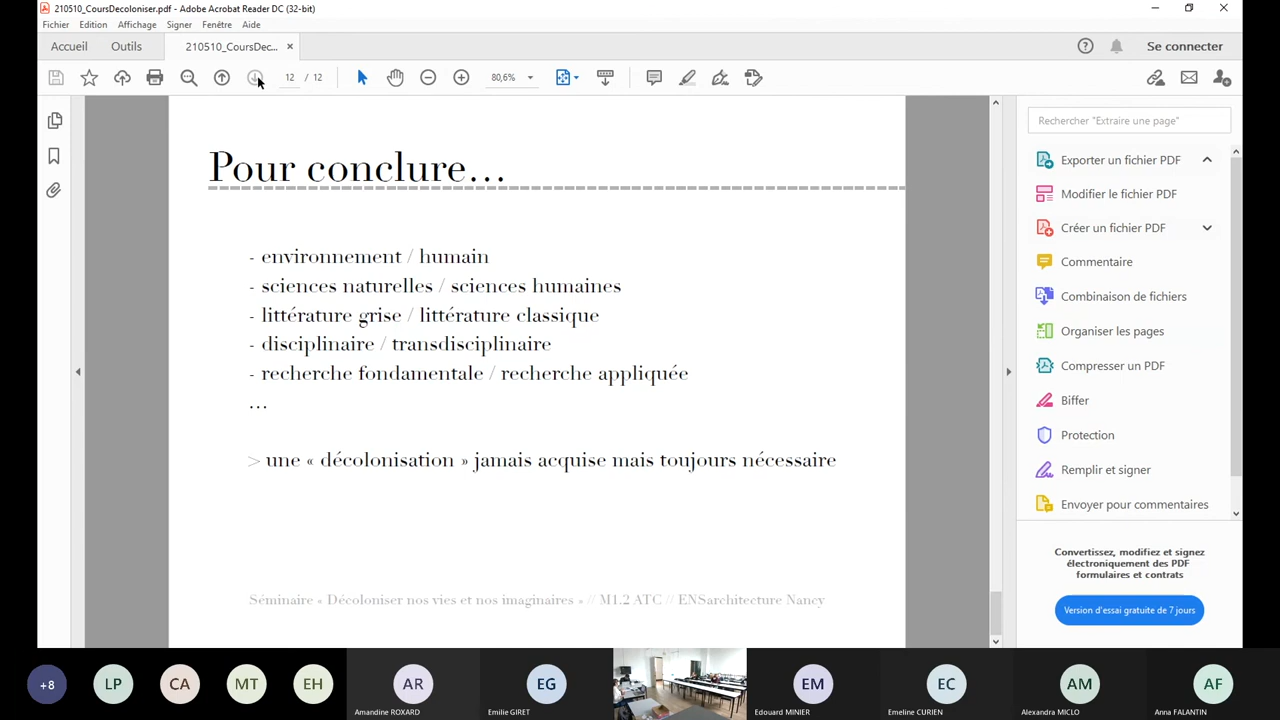 210510_CoursDecoloniser.pdf - Adobe Acrobat Reader DC (32-bit)
Fichier Edition Affichage Signer Fenêtre Aide
Accueil Outils 210510_CoursDec... ×
Se connecter
12 / 12 80,6%
Pour conclure...
- environnement / humain
- sciences naturelles / sciences humaines
- littérature grise / littérature classique
- disciplinaire / transdisciplinaire
- recherche fondamentale / recherche appliquée
...
> une « décolonisation » jamais acquise mais toujours nécessaire
Séminaire « Décoloniser nos vies et nos imaginaires » // M1.2 ATC // ENSarchitecture Nancy
Rechercher "Extraire une page"
Exporter un fichier PDF
Modifier le fichier PDF
Créer un fichier PDF
Commentaire
Combinaison de fichiers
Organiser les pages
Compresser un PDF
Biffer
Protection
Remplir et signer
Envoyer pour commentaires
Convertissez, modifiez et signez
électroniquement des PDF
formulaires et contrats
Version d'essai gratuite de 7 jours
+8 LP CA MT EH AR EG EM EC AM AF
Amandine ROXARD Emilie GIRET Edouard MINIER Emeline CURIEN Alexandra MICLO Anna FALANTIN